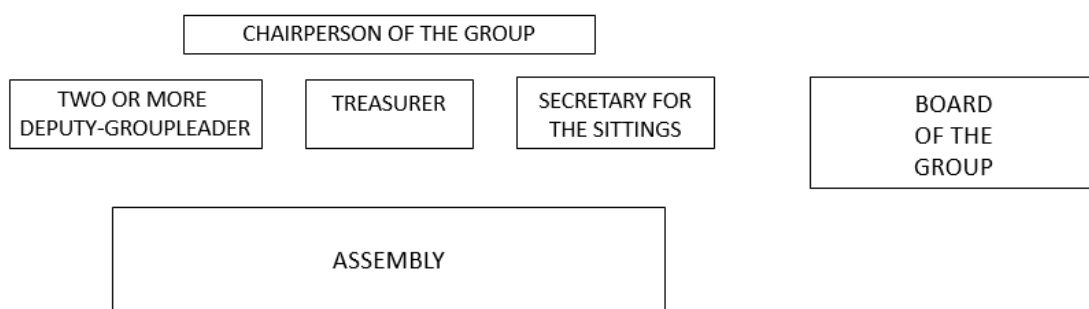 CHAIRPERSON OF THE GROUP
TWO OR MORE
DEPUTY-GROUPLEADER
TREASURER
SECRETARY FOR
THE SITTINGS
BOARD
OF THE
GROUP
ASSEMBLY